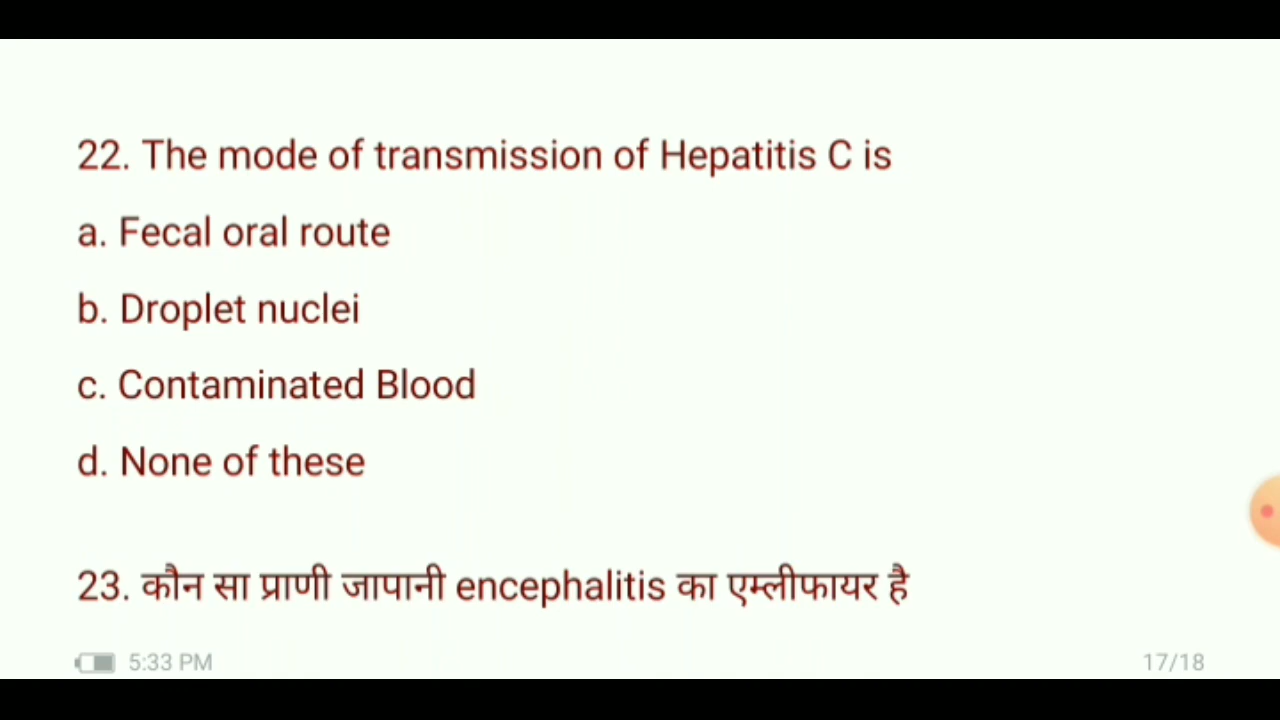 22. The mode of transmission of Hepatitis C is
a. Fecal oral route
b. Droplet nuclei
c. Contaminated Blood
d. None of these
23. कौन सा प्राणी जापानी encephalitis का एम्लीफायर है
5:33 PM
17/18